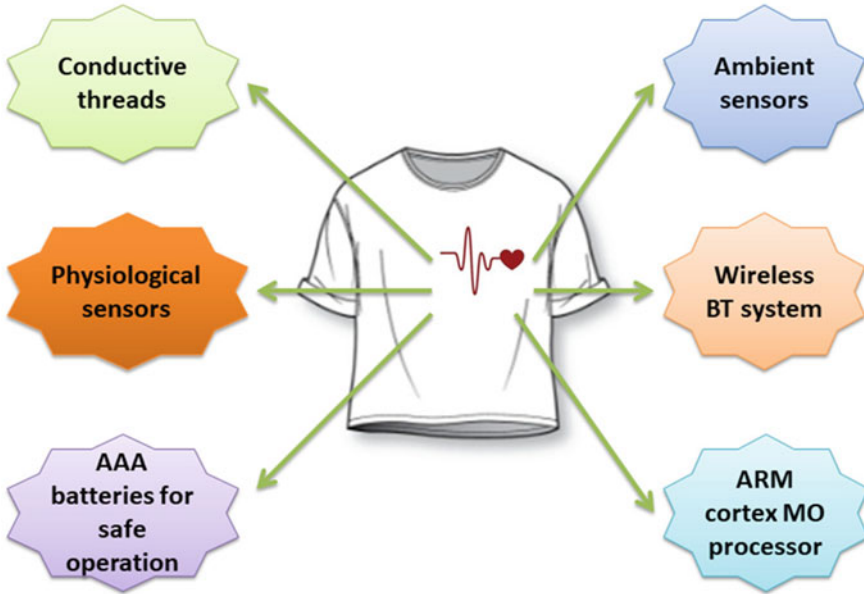 Conductive
threads
Ambient
sensors
Physiological
sensors
Wireless
BT system
AAA
batteries for
safe
operation
ARM
cortex MO
processor